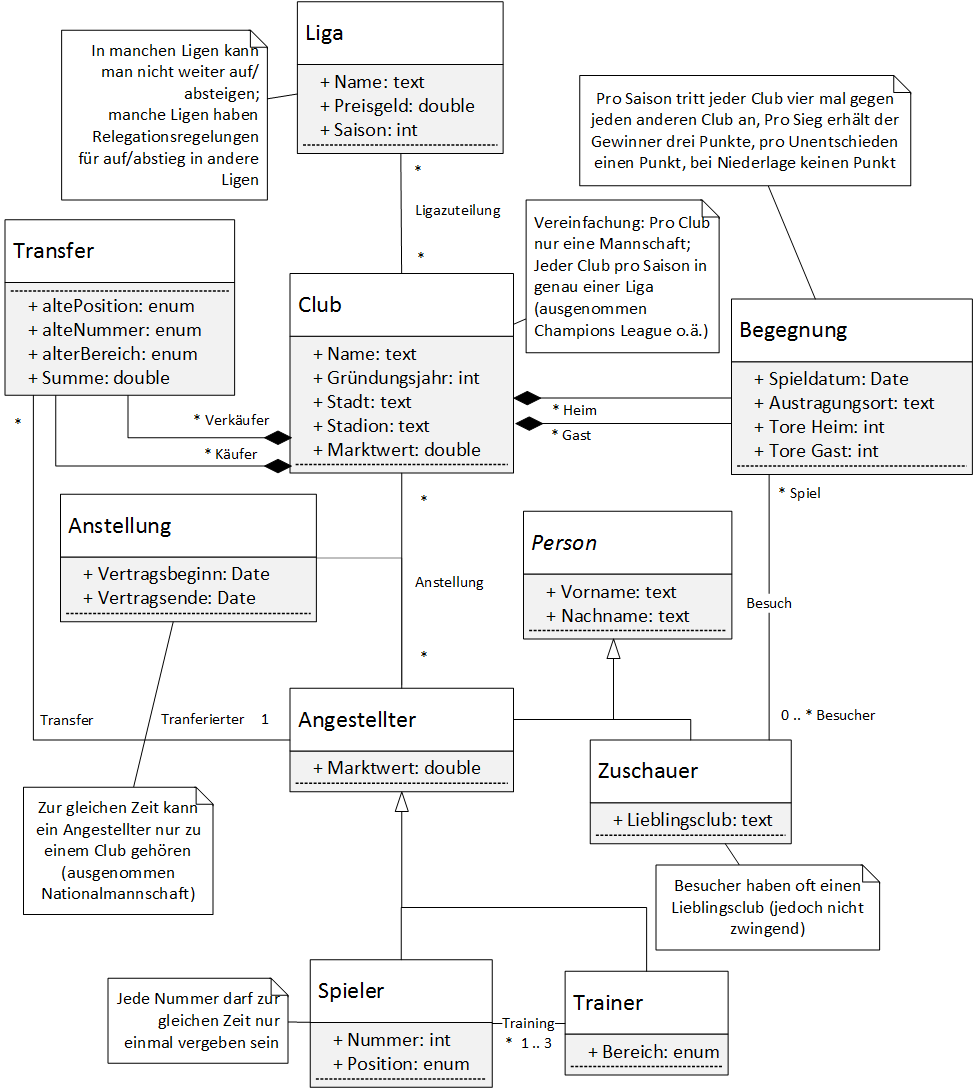 Liga
+ Name: text
+ Preisgeld: double
+ Saison: int
In manchen Ligen kann
man nicht weiter auf/
absteigen;
manche Ligen haben
Relegationsregelungen
für auf/abstieg in andere
Ligen
Pro Saison tritt jeder Club vier mal gegen
jeden anderen Club an, Pro Sieg erhält der
Gewinner drei Punkte, pro Unentschieden
einen Punkt, bei Niederlage keinen Punkt
*
Ligazuteilung
*
Vereinfachung: Pro Club
nur eine Mannschaft;
Jeder Club pro Saison in
genau einer Liga
(ausgenommen
Champions League o.ä.)
Transfer
+ altePosition: enum
+ alteNummer: enum
+ alterBereich: enum
+ Summe: double
Club
+ Name: text
+ Gründungsjahr: int
+ Stadt: text
+ Stadion: text
+ Marktwert: double
Begegnung
+ Spieldatum: Date
+ Austragungsort: text
+ Tore Heim: int
+ Tore Gast: int
*
* Verkäufer
* Käufer
* Heim
* Gast
* Spiel
*
Anstellung
+ Vertragsbeginn: Date
+ Vertragsende: Date
Anstellung
*
Person
+ Vorname: text
+ Nachname: text
Besuch
0 .. * Besucher
Transfer
Tranferierter 1
Angestellter
+ Marktwert: double
Zuschauer
+ Lieblingsclub: text
Zur gleichen Zeit kann
ein Angestellter nur zu
einem Club gehören
(ausgenommen
Nationalmannschaft)
Besucher haben oft einen
Lieblingsclub (jedoch nicht
zwingend)
Jede Nummer darf zur
gleichen Zeit nur
einmal vergeben sein
Spieler
+ Nummer: int
+ Position: enum
Training
* 1 .. 3
Trainer
+ Bereich: enum